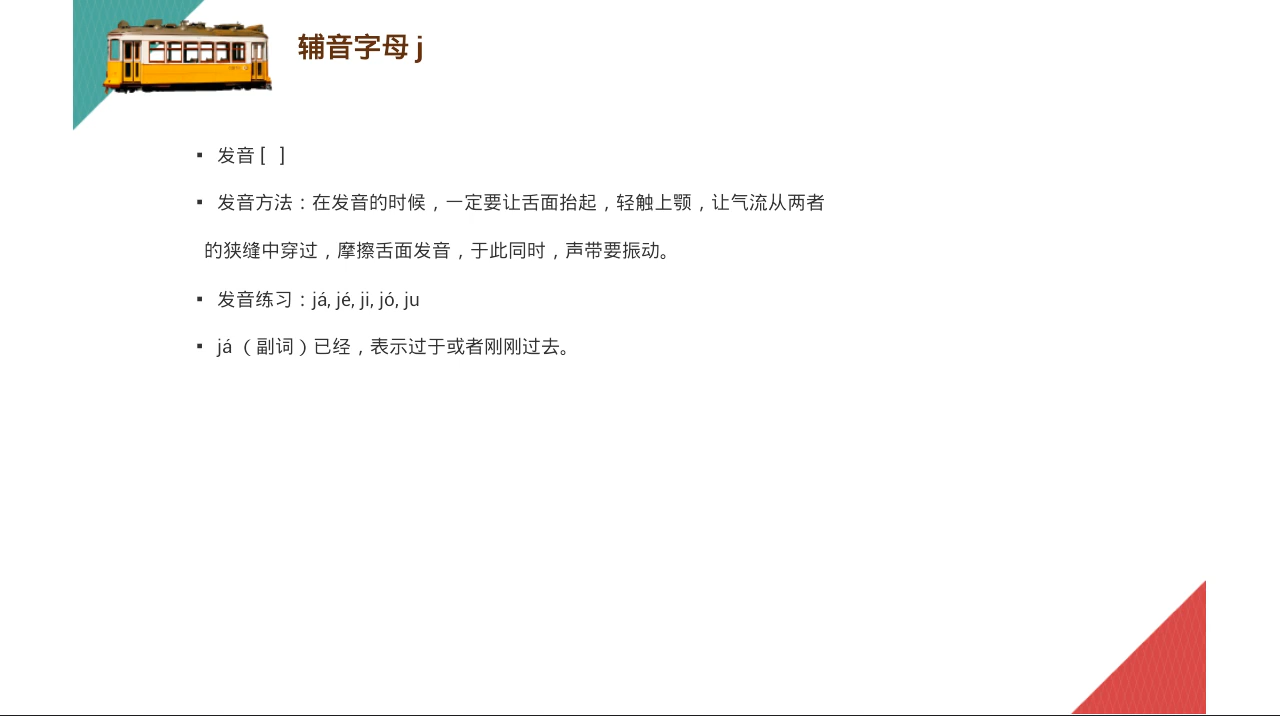 辅音字母 j
▪ 发音 [ ]
▪ 发音方法：在发音的时候，一定要让舌面抬起，轻触上颚，让气流从两者
的狭缝中穿过，摩擦舌面发音，于此同时，声带要振动。
▪ 发音练习：já, jé, ji, jó, ju
▪ já （副词）已经，表示过于或者刚刚过去。